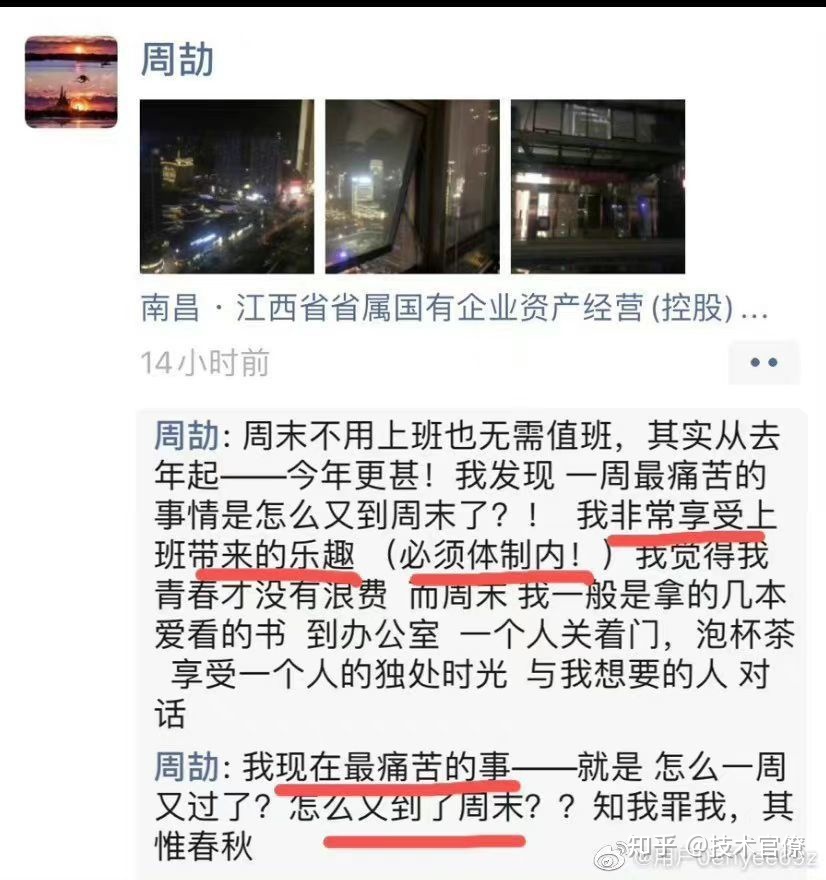 周劼
南昌 · 江西省省属国有企业资产经营(控股)...
14小时前
周劼: 周末不用上班也无需值班，其实从去
年起——今年更甚！我发现 一周最痛苦的
事情是怎么又到周末了？！ 我非常享受上
班带来的乐趣 （必须体制内！）我觉得我
青春才没有浪费 而周末 我一般是拿的几本
爱看的书 到办公室 一个人关着门，泡杯茶
享受一个人的独处时光 与我想要的人 对
话
周劼: 我现在最痛苦的事——就是 怎么一周
又过了？怎么又到了周末？？知我罪我，其
惟春秋
知乎 @技术官僚